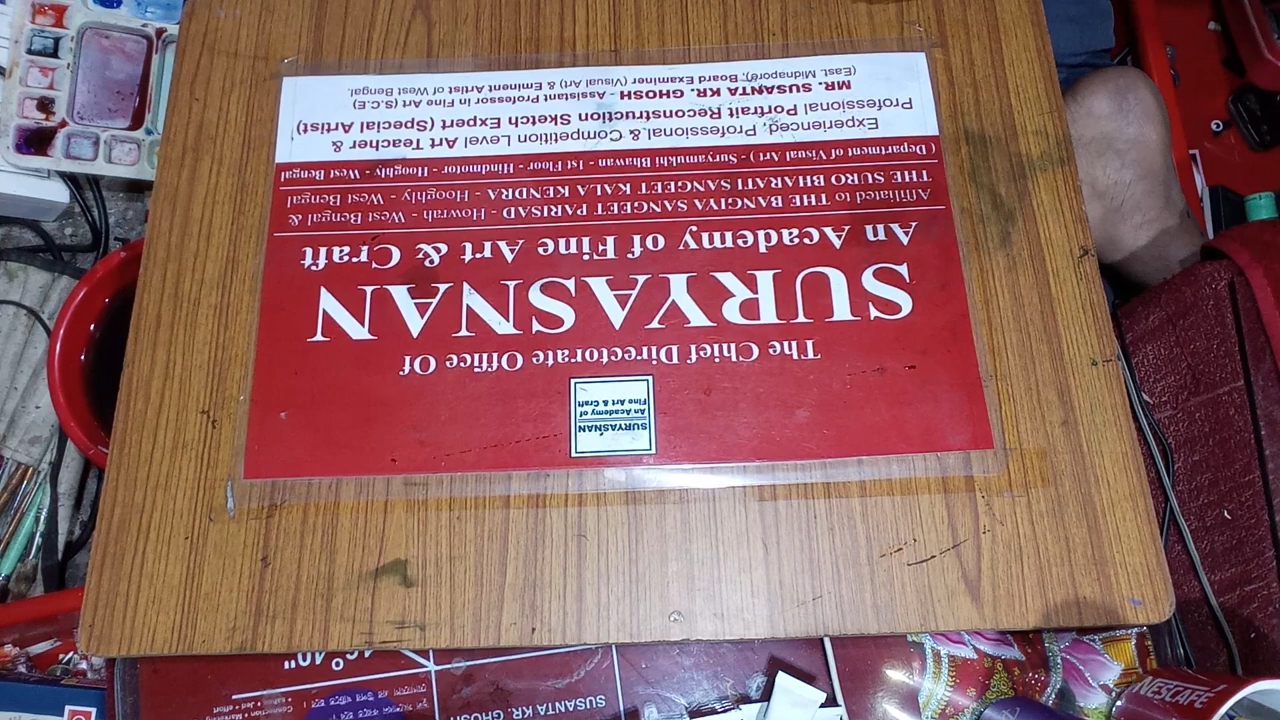 SURYASNAN
An Academy of
Fine Art & Craft
The Chief Directorate Office Of
SURYASNAN
An Academy of Fine Art & Craft
Affiliated to THE BANGIYA SANGEET PARISAD - Howrah - West Bengal &
THE SURO BHARATI SANGEET KALA KENDRA - Hooghly - West Bengal
( Department of Visual Art ) - Suryamukhi Bhawan - 1st Floor - Hindmotor - Hooghly - West Bengal
Experienced, Professional & Competition Level Art Teacher &
Professional Portrait Reconstruction Sketch Expert (Special Artist)
MR. SUSANTA KR. GHOSH - Assistant Professor in Fine Art (S.C.E)
(East. Midnapore), Board Examiner (Visual Art) & Eminent Artist of West Bengal.
SUSANTA KR. GHOSH
NESCAFÉ